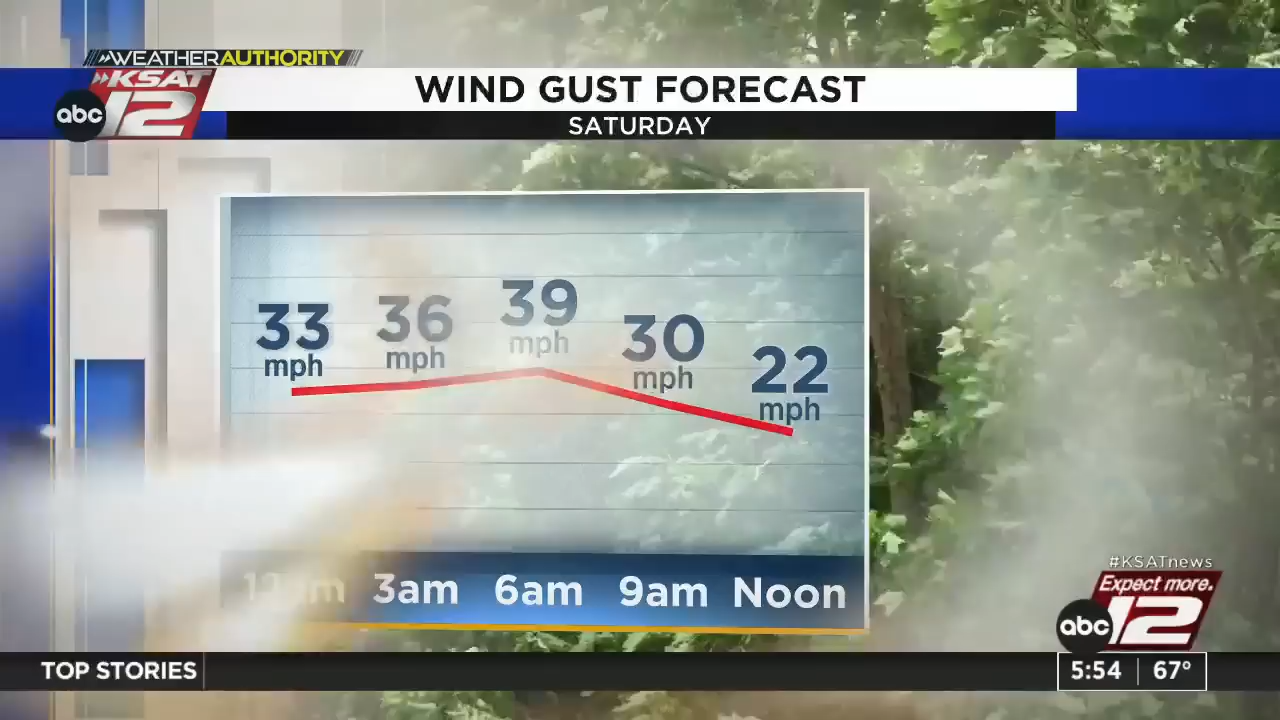 WEATHER AUTHORITY
KSAT
abc 12
WIND GUST FORECAST
SATURDAY
33 mph
36 mph
39 mph
30 mph
22 mph
3am 6am 9am Noon
#KSATnews
Expect more.
abc 12
TOP STORIES
5:54 67°